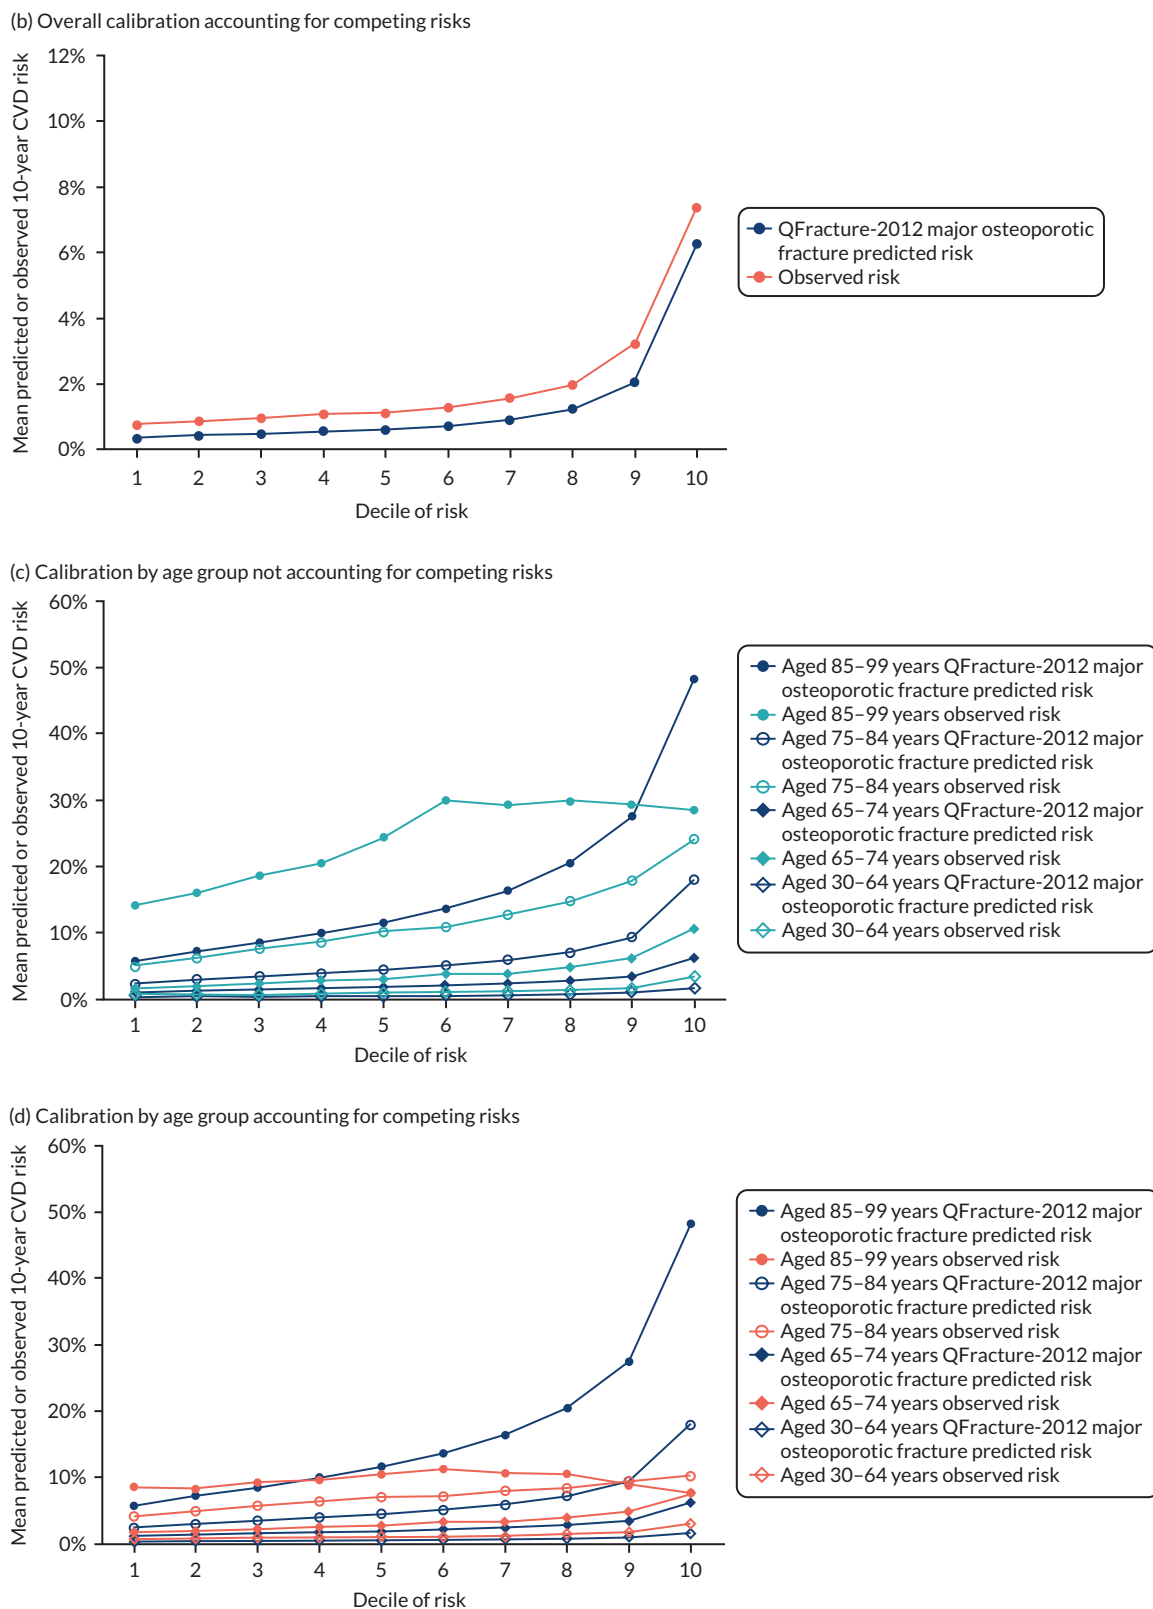 (b) Overall calibration accounting for competing risks
Mean predicted or observed 10-year CVD risk
12%
10%
8%
6%
4%
2%
0%
1 2 3 4 5 6 7 8 9 10
Decile of risk
QFracture-2012 major osteoporotic
fracture predicted risk
Observed risk
(c) Calibration by age group not accounting for competing risks
Mean predicted or observed 10-year CVD risk
60%
50%
40%
30%
20%
10%
0%
1 2 3 4 5 6 7 8 9 10
Decile of risk
Aged 85–99 years QFracture-2012 major
osteoporotic fracture predicted risk
Aged 85–99 years observed risk
Aged 75–84 years QFracture-2012 major
osteoporotic fracture predicted risk
Aged 75–84 years observed risk
Aged 65–74 years QFracture-2012 major
osteoporotic fracture predicted risk
Aged 65–74 years observed risk
Aged 30–64 years QFracture-2012 major
osteoporotic fracture predicted risk
Aged 30–64 years observed risk
(d) Calibration by age group accounting for competing risks
Mean predicted or observed 10-year CVD risk
60%
50%
40%
30%
20%
10%
0%
1 2 3 4 5 6 7 8 9 10
Decile of risk
Aged 85–99 years QFracture-2012 major
osteoporotic fracture predicted risk
Aged 85–99 years observed risk
Aged 75–84 years QFracture-2012 major
osteoporotic fracture predicted risk
Aged 75–84 years observed risk
Aged 65–74 years QFracture-2012 major
osteoporotic fracture predicted risk
Aged 65–74 years observed risk
Aged 30–64 years QFracture-2012 major
osteoporotic fracture predicted risk
Aged 30–64 years observed risk